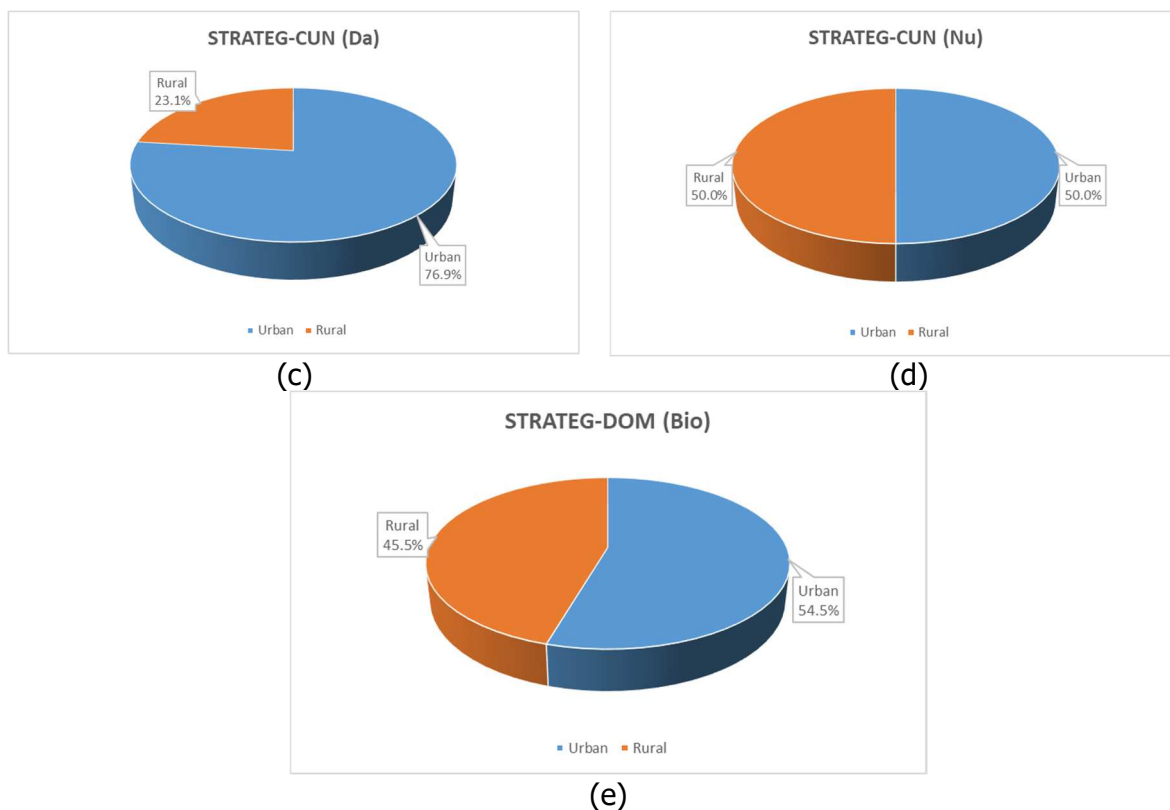 STRATEG-CUN (Da)
Rural
23.1%
Urban
76.9%
Urban Rural
(c)
STRATEG-CUN (Nu)
Rural
50.0%
Urban
50.0%
Urban Rural
(d)
STRATEG-DOM (Bio)
Rural
45.5%
Urban
54.5%
Urban Rural
(e)